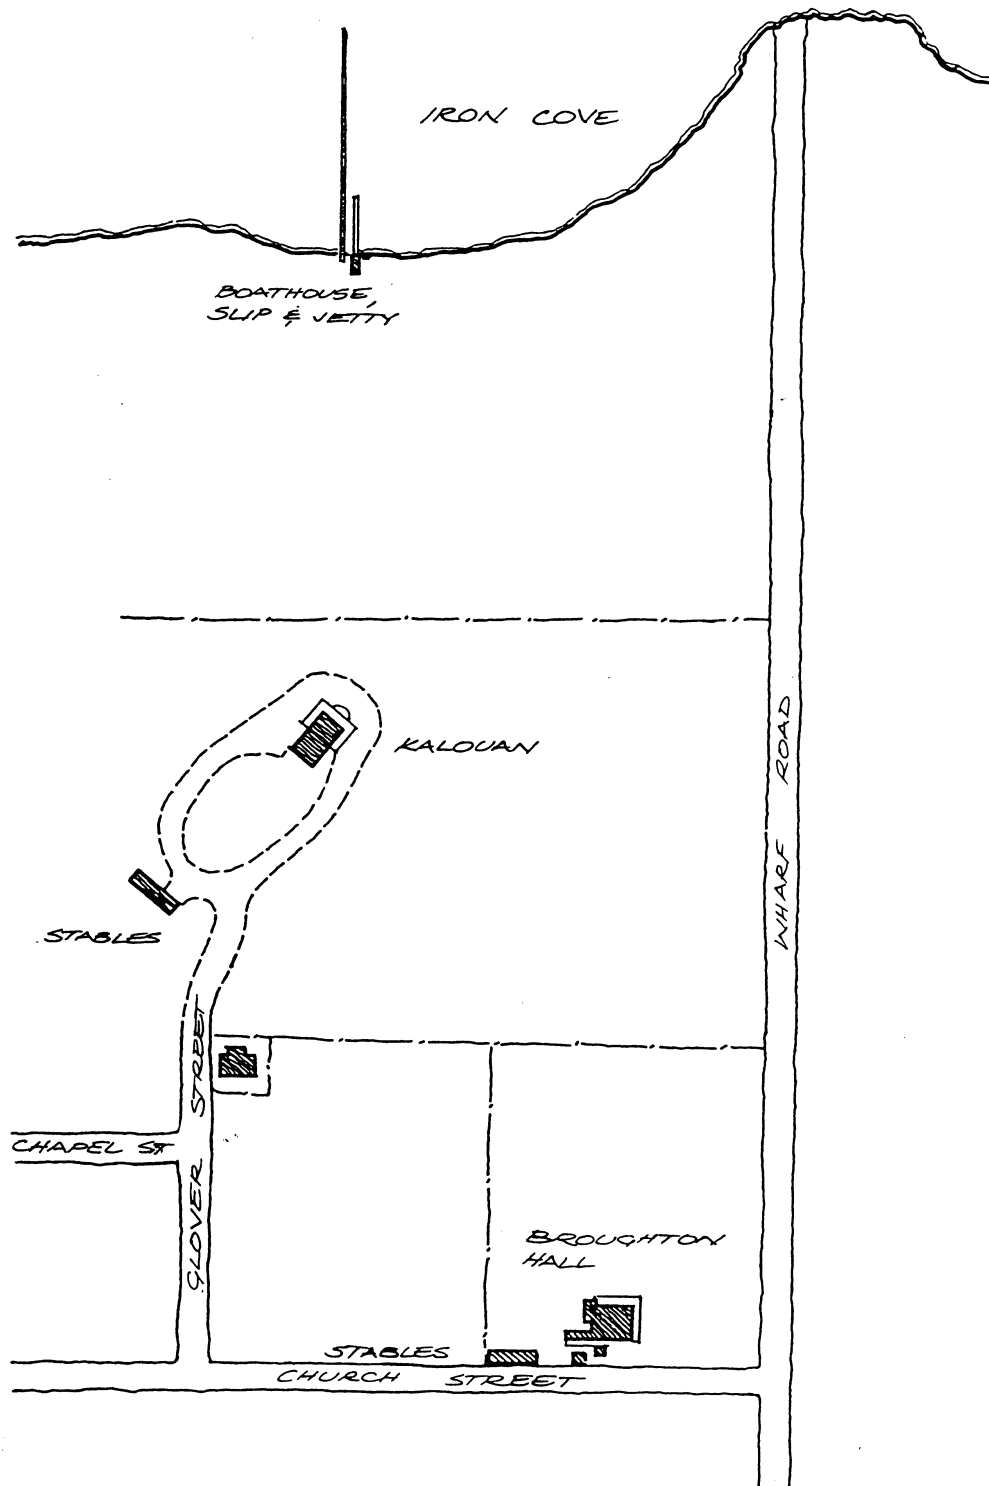 IRON COVE
BOATHOUSE,
SLIP & JETTY
KALOUAN
WHARF ROAD
STABLES
GLOVER STREET
CHAPEL ST
BROUGHTON
HALL
STABLES
CHURCH STREET